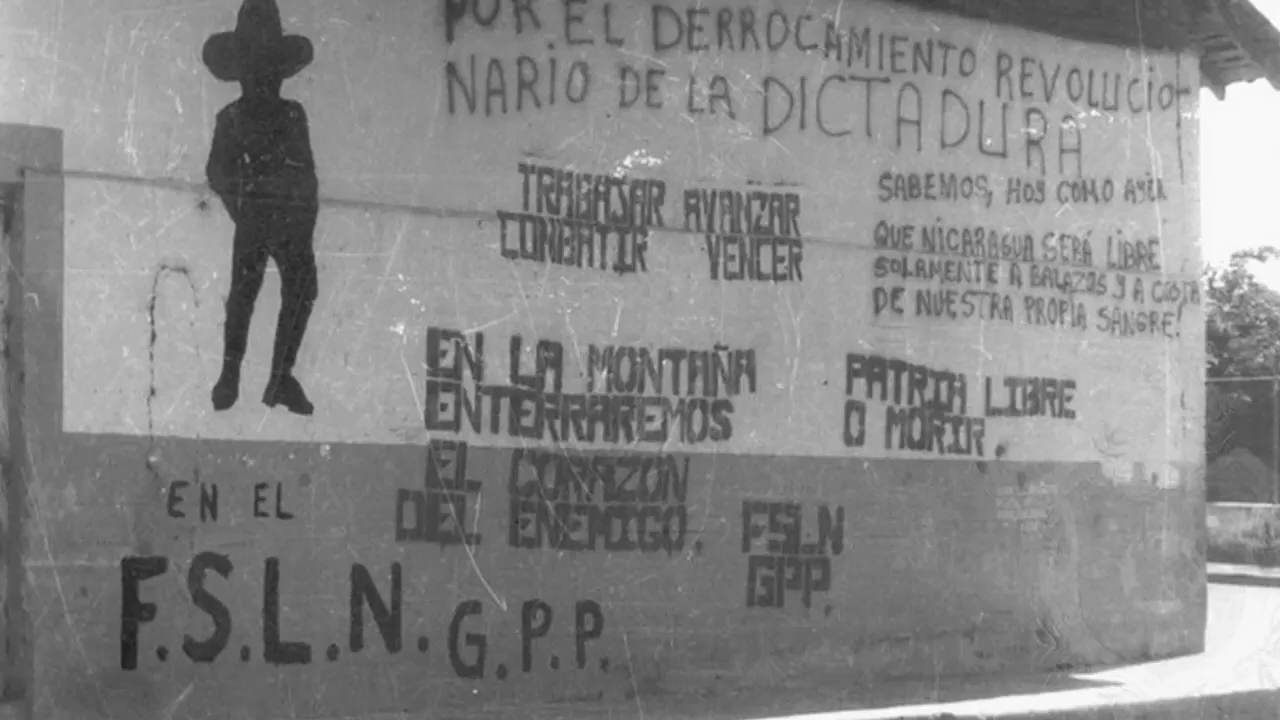 POR EL DERROCAMIENTO REVOLUCIO-
NARIO DE LA DICTADURA
TRABAJAR AVANZAR
CONBATIR VENCER
SABEMOS, HOY COMO AYER
QUE NICARAGUA SERÁ LIBRE
SOLAMENTE A BALAZOS Y A COSTA
DE NUESTRA PROPIA SANGRE!
EN LA MONTAÑA
ENTERRAREMOS
EL CORAZON
DEL ENEMIGO.
PATRIA LIBRE
O MORIR.
FSLN
GPP.
EN EL
F.S.L.N. G.P.P.